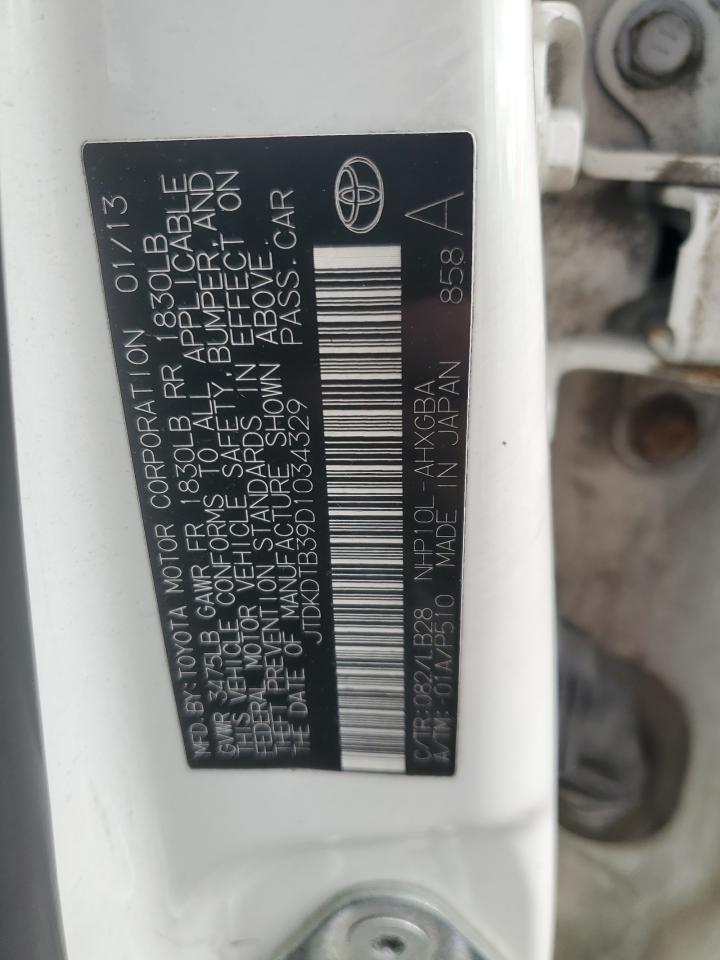 MFD.BY:TOYOTA MOTOR CORPORATION 01/13
GVWR 3475LB GAWR FR 1830LB RR 1830LB
THIS VEHICLE CONFORMS TO ALL APPLICABLE
FEDERAL MOTOR VEHICLE SAFETY, BUMPER, AND
THEFT PREVENTION STANDARDS IN EFFECT ON
THE DATE OF MANUFACTURE SHOWN ABOVE.
JTDKDTB39D1034329 PASS.CAR
C/TR:082/LB28 NHP10L-AHXGBA
A/TM:-01A/P510 MADE IN JAPAN 858 A